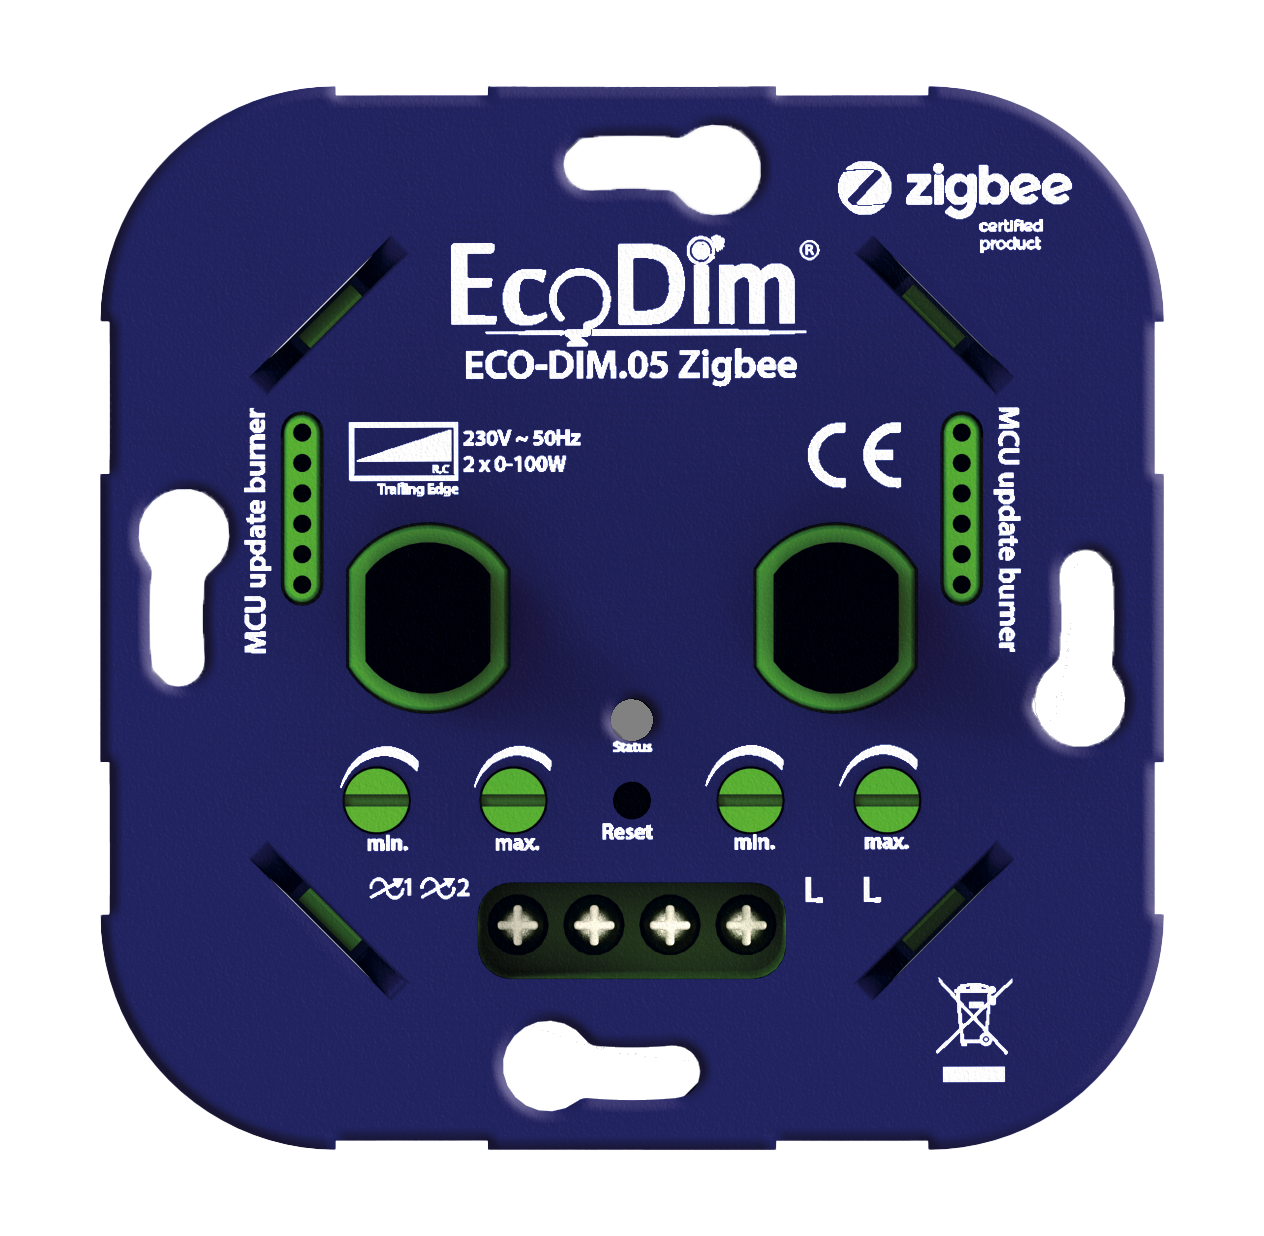 zigbee
certified
product
EcoDim®
ECO-DIM.05 Zigbee
MCU update burner
R,C
230V ~ 50Hz
2 x 0-100W
Trailing Edge
CE
MCU update burner
Status
min.
max.
Reset
min.
max.
1 2
L L